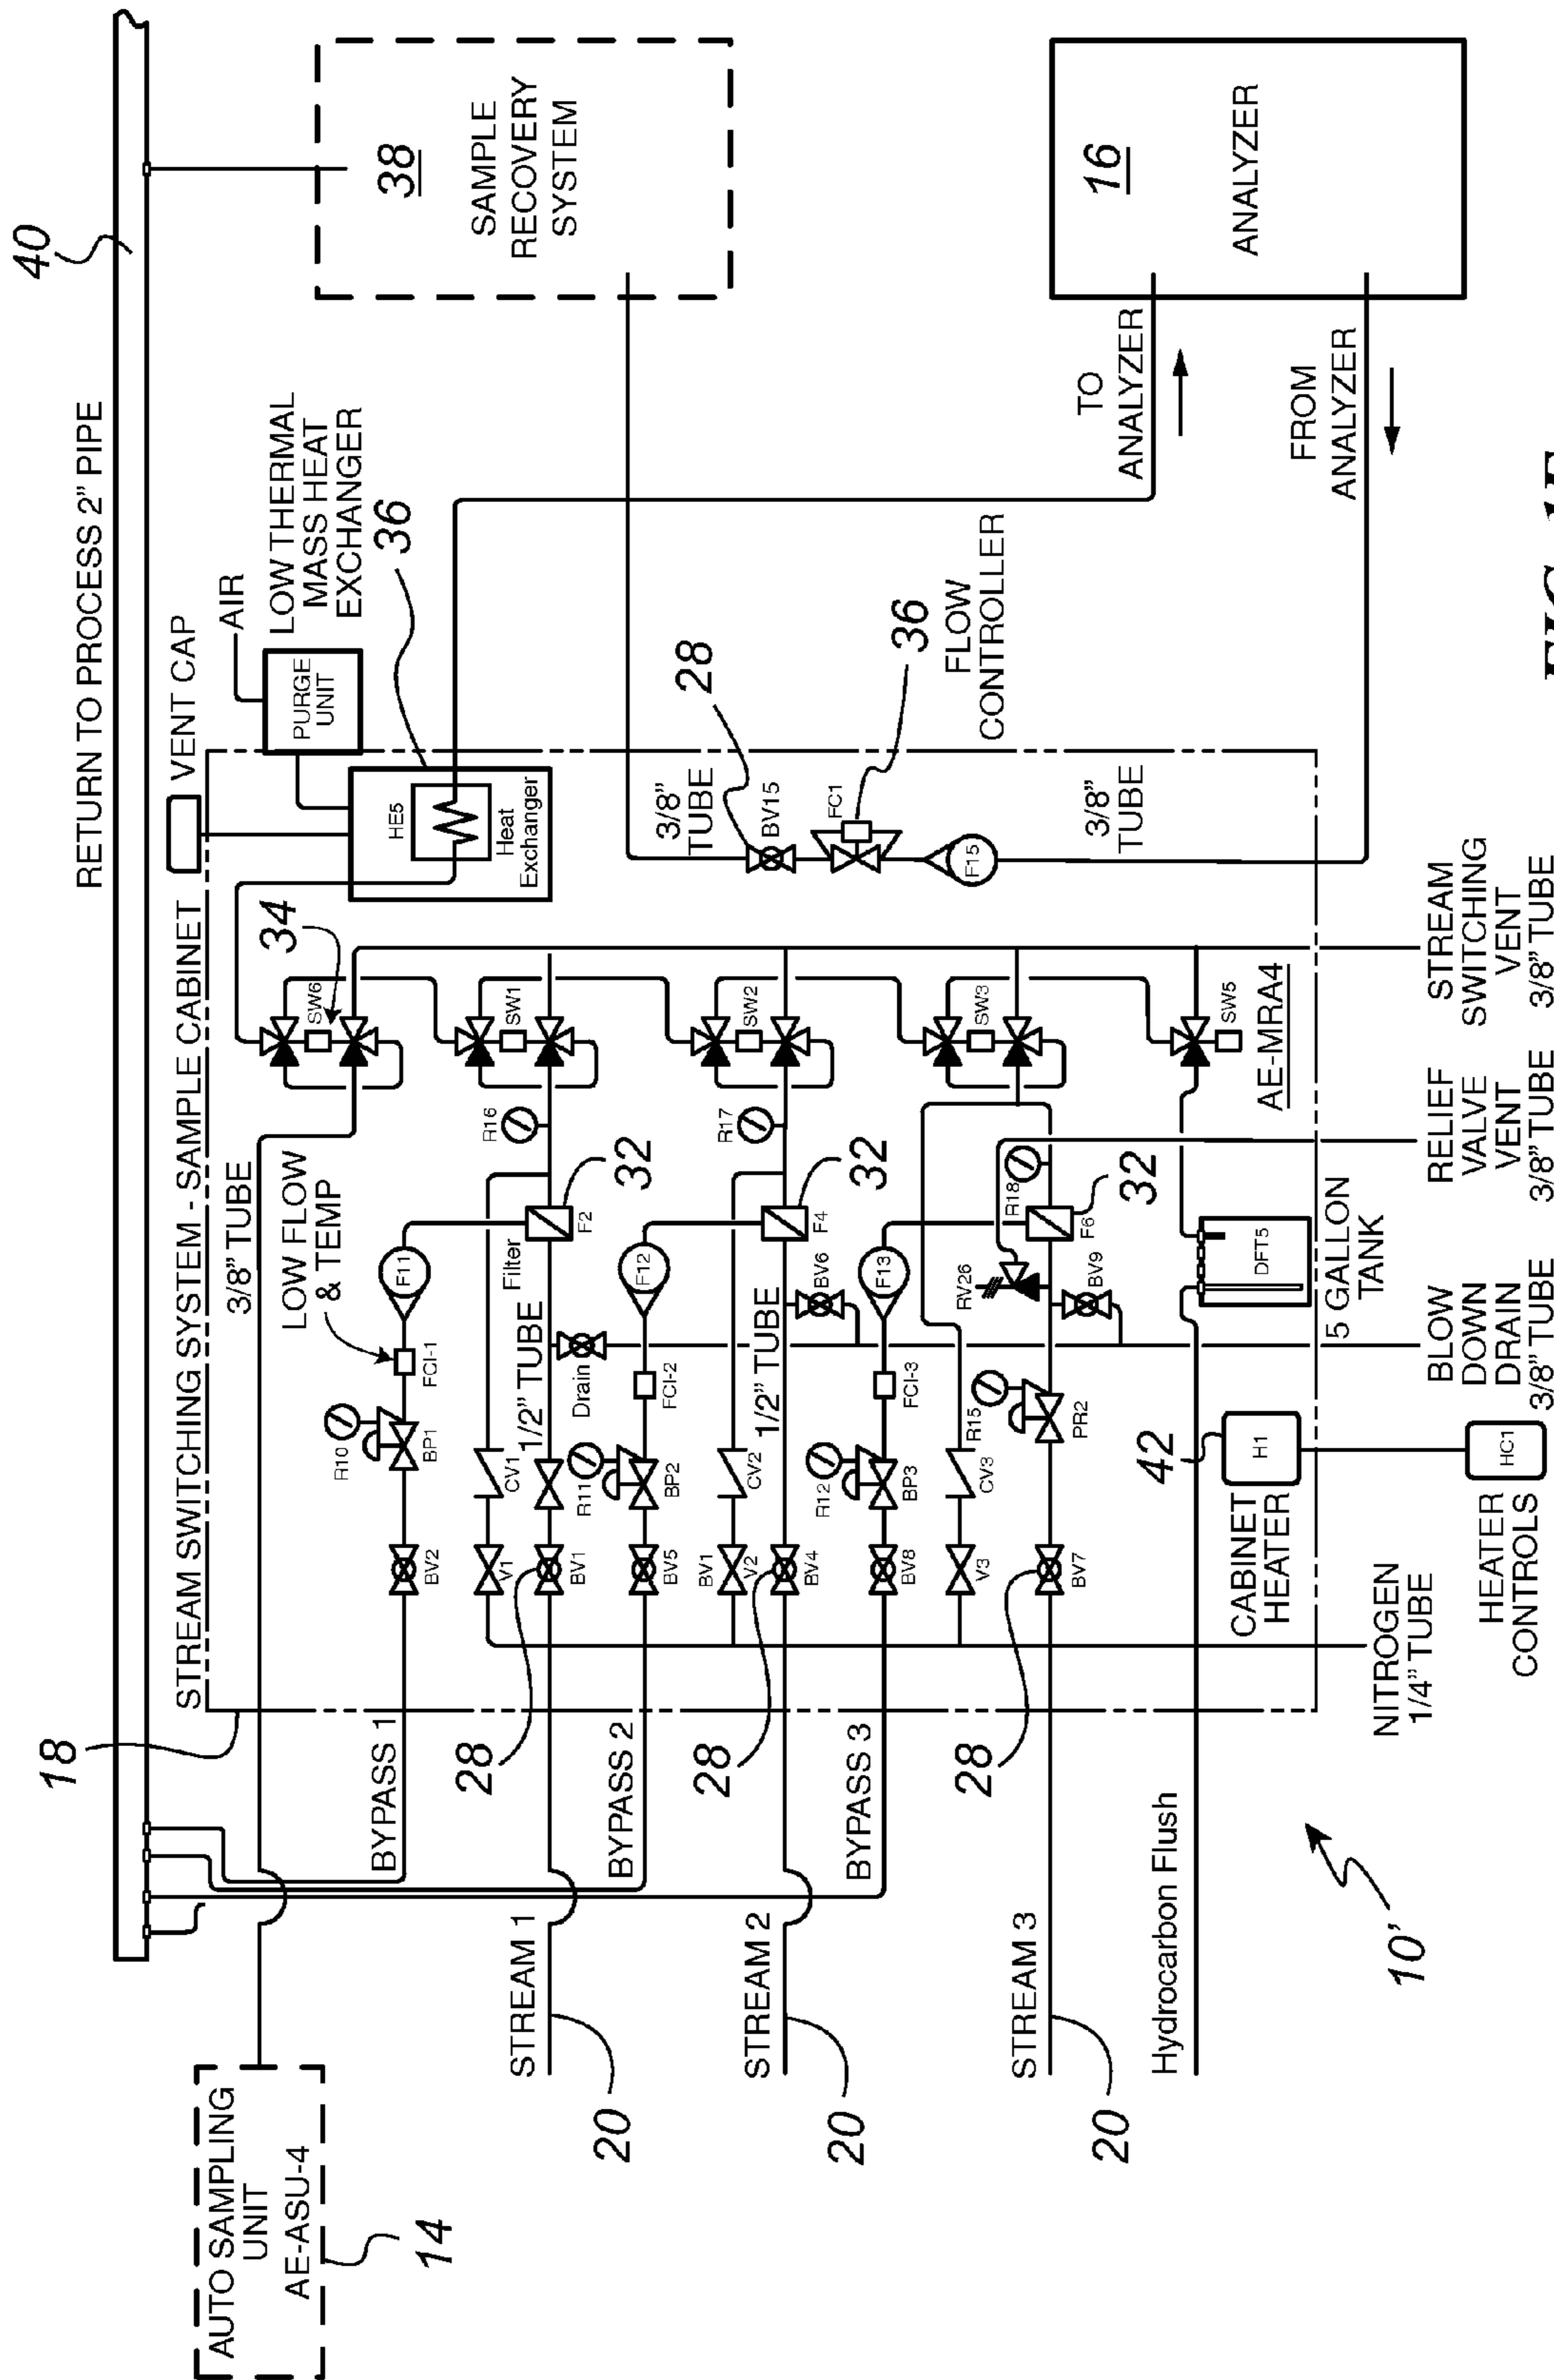 40
RETURN TO PROCESS 2" PIPE
18
STREAM SWITCHING SYSTEM - SAMPLE CABINET
VENT CAP
AIR
PURGE
UNIT
LOW THERMAL
MASS HEAT
EXCHANGER
36
38
SAMPLE
RECOVERY
SYSTEM
AUTO SAMPLING
UNIT
AE-ASU-4
14
3/8" TUBE
LOW FLOW
& TEMP
34
SW6
HE5
Heat
Exchanger
BYPASS 1
BV2
R10
BP1
FCI-1
F11
V1
CV1
Filter
R16
SW1
32
28
STREAM 1
20
BV1
1/2" TUBE
F2
Drain
R11
BYPASS 2
BV5
BP2
FCI-2
F12
3/8"
TUBE
28
BV15
FC1
36
FLOW
CONTROLLER
F15
3/8"
TUBE
TO
ANALYZER
FROM
ANALYZER
16
ANALYZER
BV1
V2
CV2
1/2" TUBE
R17
SW2
32
28
STREAM 2
20
BV4
F4
BV6
BYPASS 3
BV8
R12
BP3
FCI-3
F13
V3
CV3
RV26
R18
SW3
32
28
STREAM 3
20
BV7
R15
PR2
BV9
F6
Hydrocarbon Flush
DFT5
5 GALLON
TANK
SW5
AE-MRA4
42
H1
CABINET
HEATER
NITROGEN
1/4" TUBE
HC1
HEATER
CONTROLS
BLOW
DOWN
DRAIN
3/8" TUBE
RELIEF
VALVE
VENT
3/8" TUBE
STREAM
SWITCHING
VENT
3/8" TUBE
10'